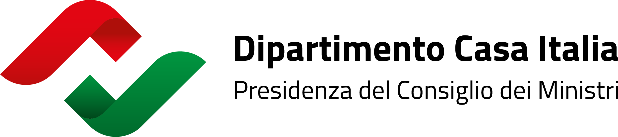 Dipartimento Casa Italia
Presidenza del Consiglio dei Ministri